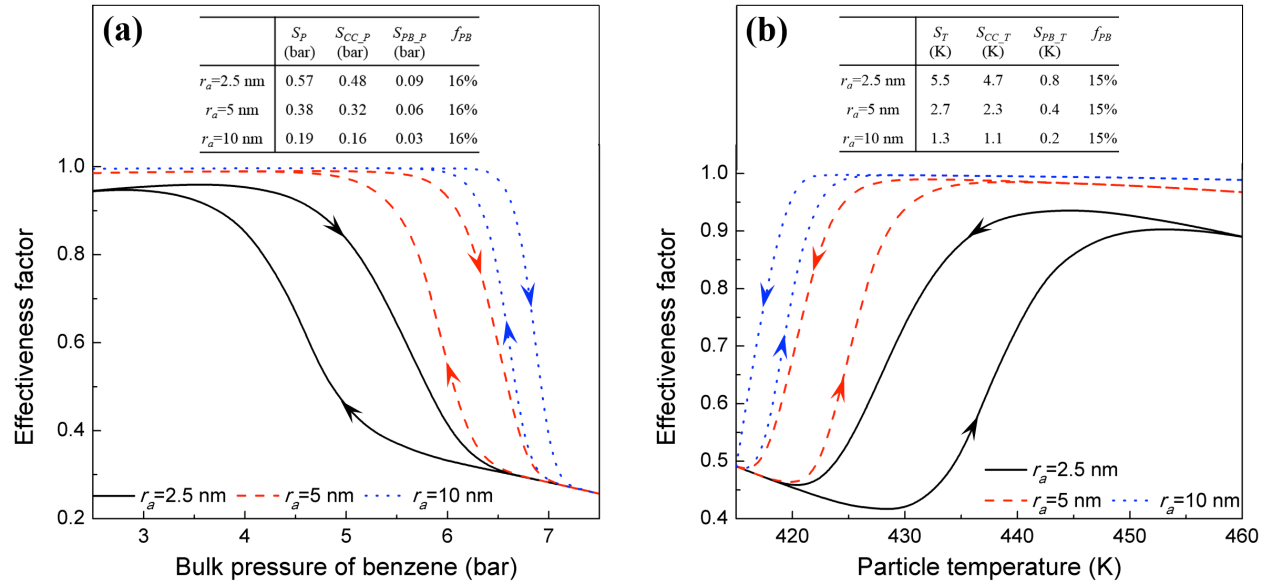 (a)
S_P S_CC_P S_PB_P f_PB
(bar) (bar) (bar)
r_a=2.5 nm 0.57 0.48 0.09 16%
r_a=5 nm 0.38 0.32 0.06 16%
r_a=10 nm 0.19 0.16 0.03 16%
Effectiveness factor
1.0
0.8
0.6
0.4
0.2
r_a=2.5 nm r_a=5 nm r_a=10 nm
3 4 5 6 7
Bulk pressure of benzene (bar)
(b)
S_T S_CC_T S_PB_T f_PB
(K) (K) (K)
r_a=2.5 nm 5.5 4.7 0.8 15%
r_a=5 nm 2.7 2.3 0.4 15%
r_a=10 nm 1.3 1.1 0.2 15%
Effectiveness factor
1.0
0.9
0.8
0.7
0.6
0.5
0.4
r_a=2.5 nm
r_a=5 nm r_a=10 nm
420 430 440 450 460
Particle temperature (K)